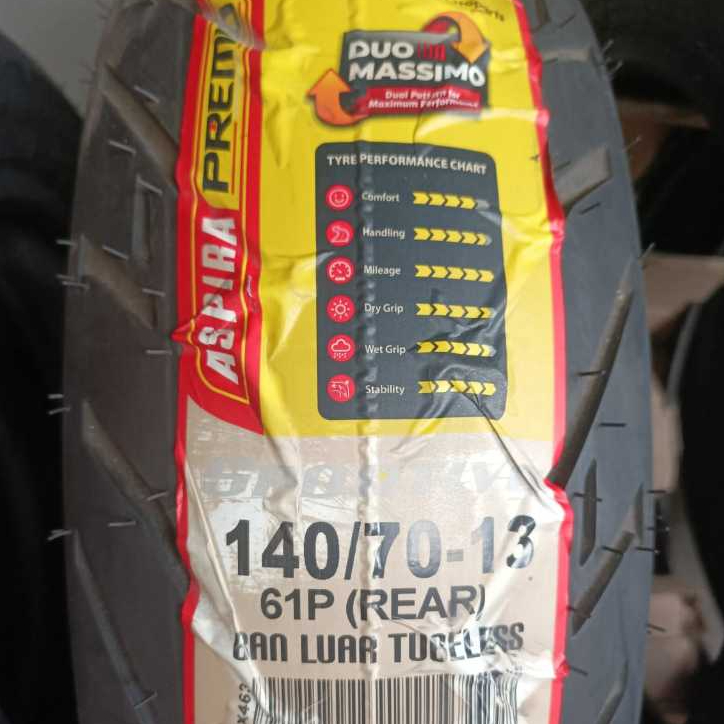 DUO
MASSIMO
Dual Pattern for
Maximum Performance
ASPIRA
PREMIO
TYRE PERFORMANCE CHART
Comfort
Handling
Mileage
Dry Grip
Wet Grip
Stability
140/70-13
61P (REAR)
BAN LUAR TUBELESS